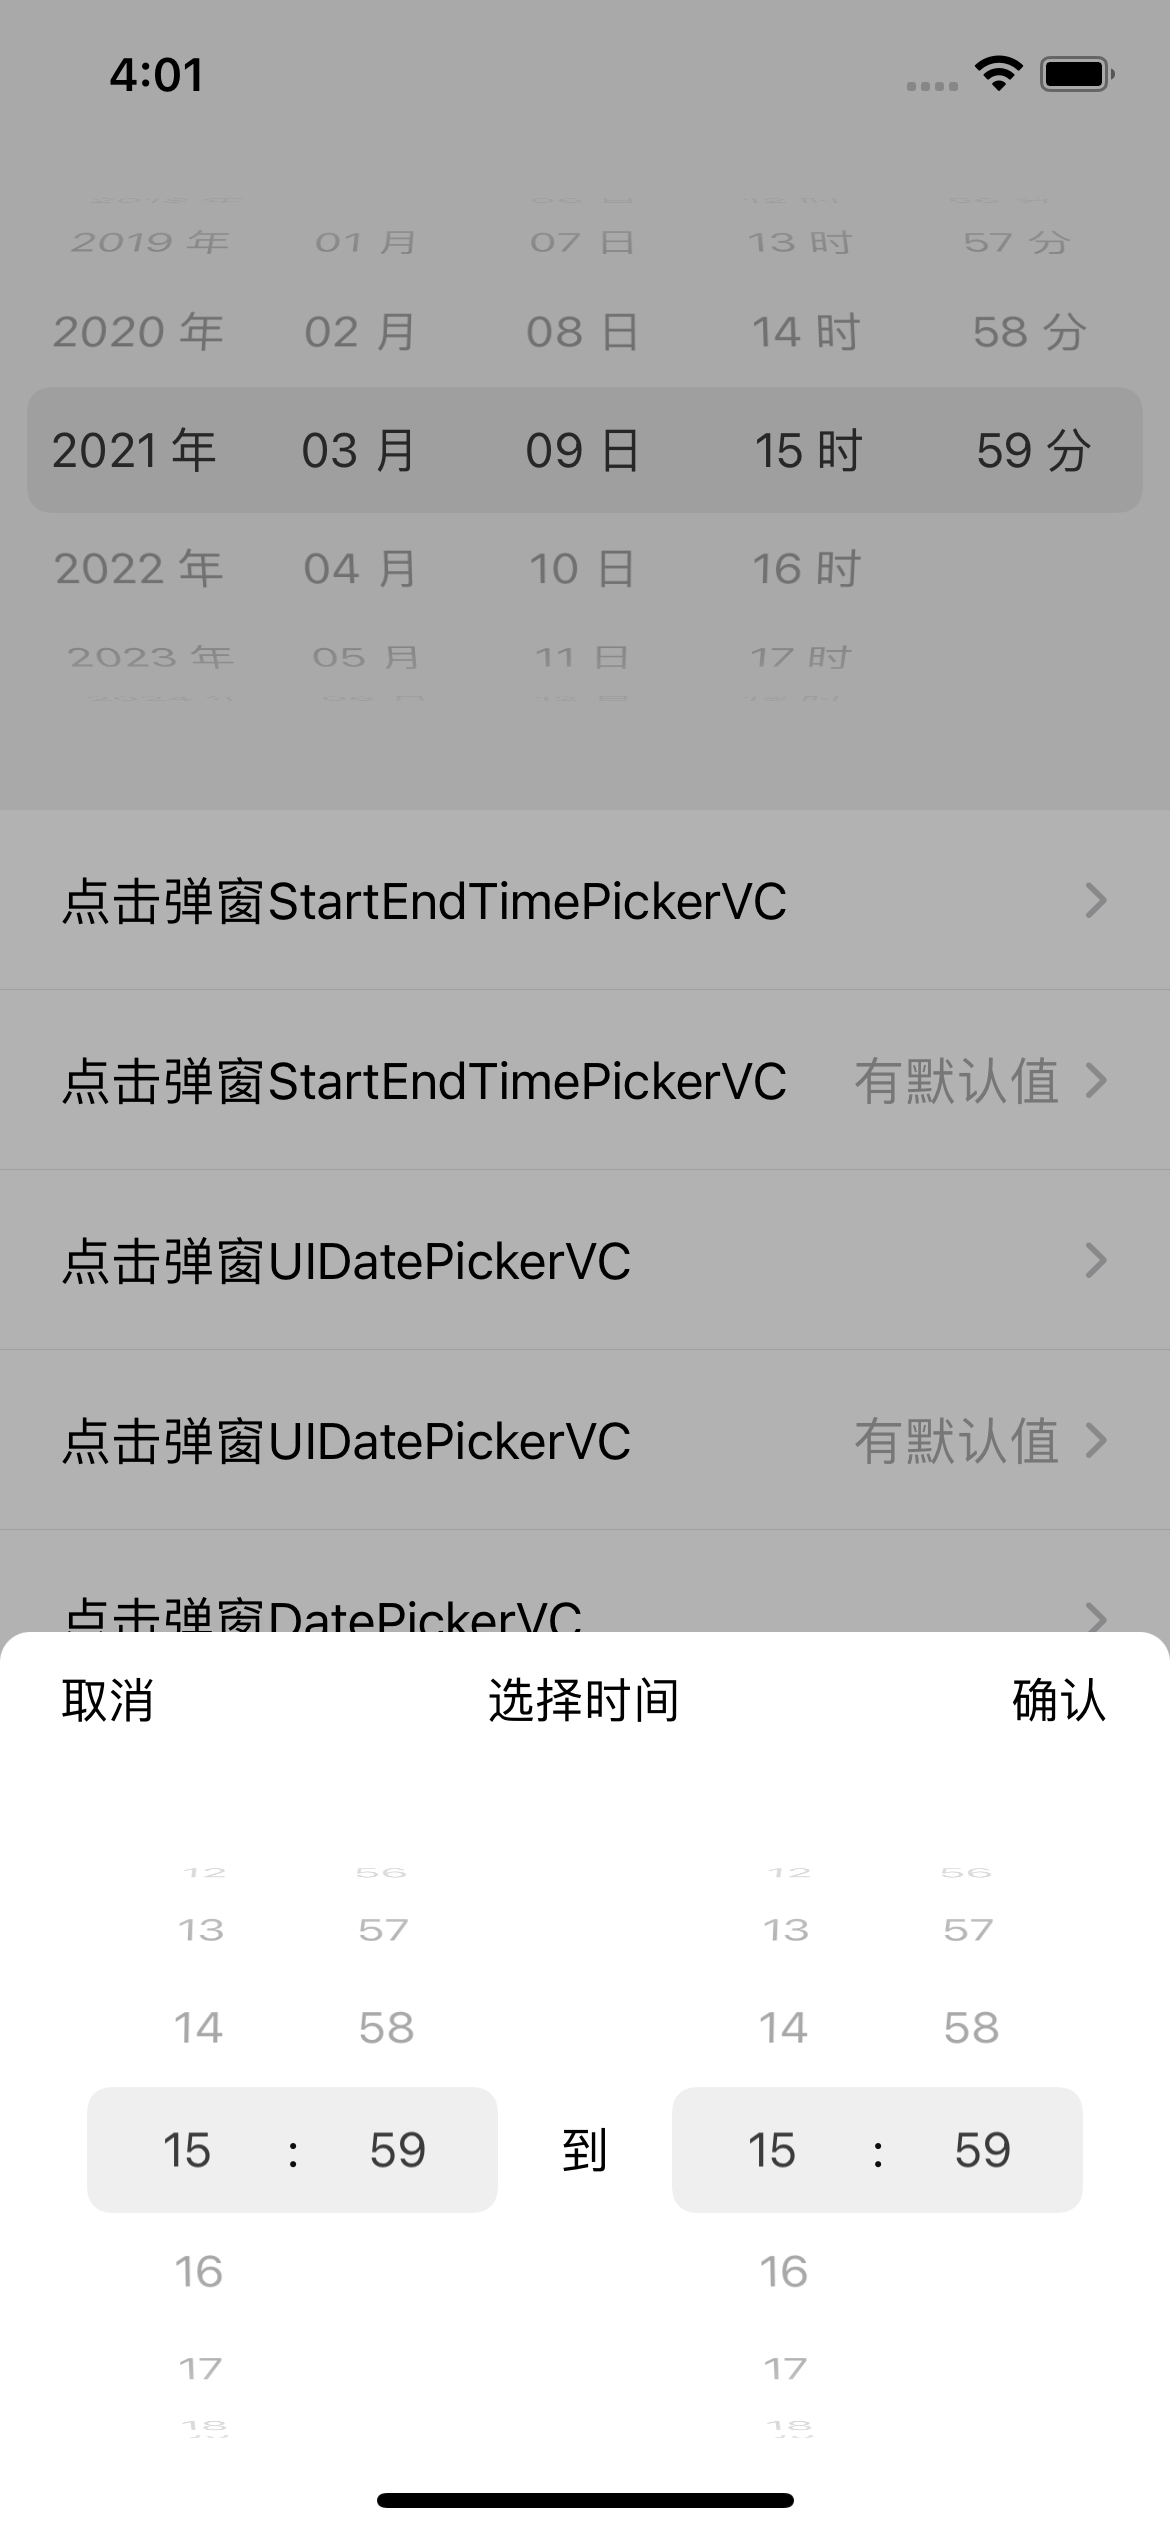 4:01
2019 年 01 月 07 日 13 时 57 分
2020 年 02 月 08 日 14 时 58 分
2021 年 03 月 09 日 15 时 59 分
2022 年 04 月 10 日 16 时
2023 年 05 月 11 日 17 时
点击弹窗StartEndTimePickerVC
点击弹窗StartEndTimePickerVC 有默认值
点击弹窗UIDatePickerVC
点击弹窗UIDatePickerVC 有默认值
点击弹窗DatePickerVC
取消 选择时间 确认
12 56 12 56
13 57 13 57
14 58 14 58
15 : 59 到 15 : 59
16 16
17 17
18 18